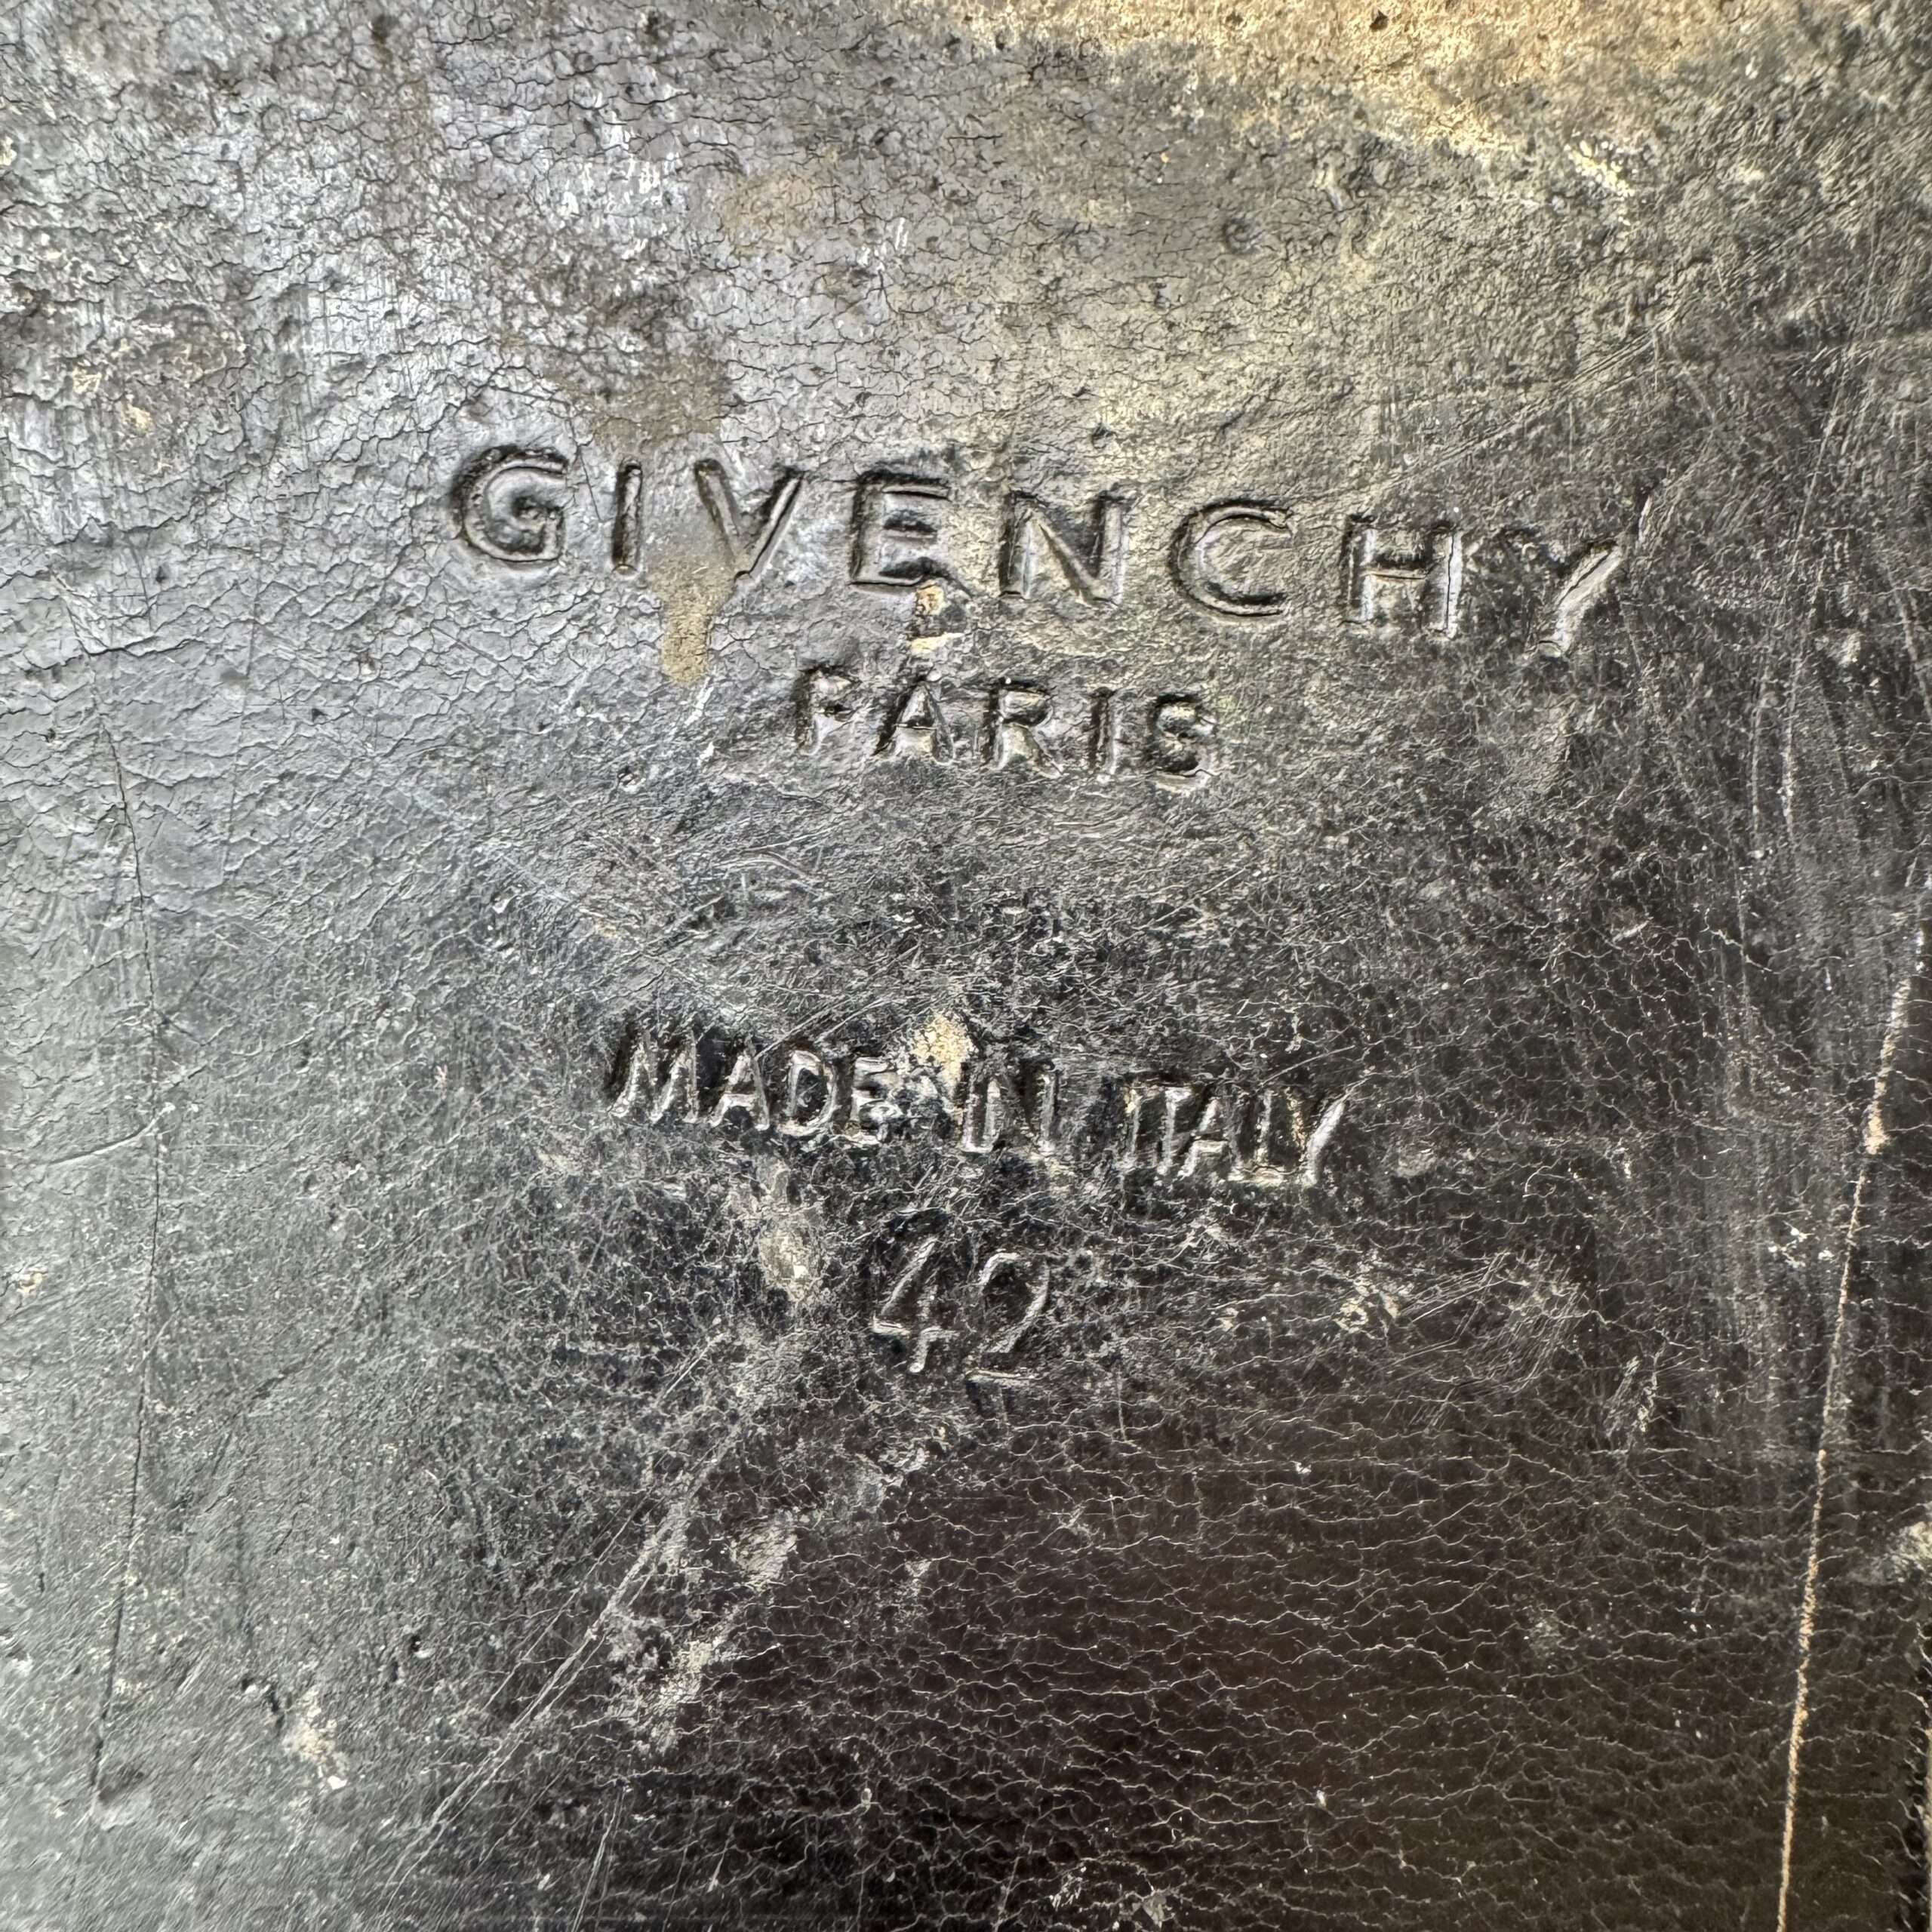 GIVENCHY
PARIS
MADE IN ITALY
42